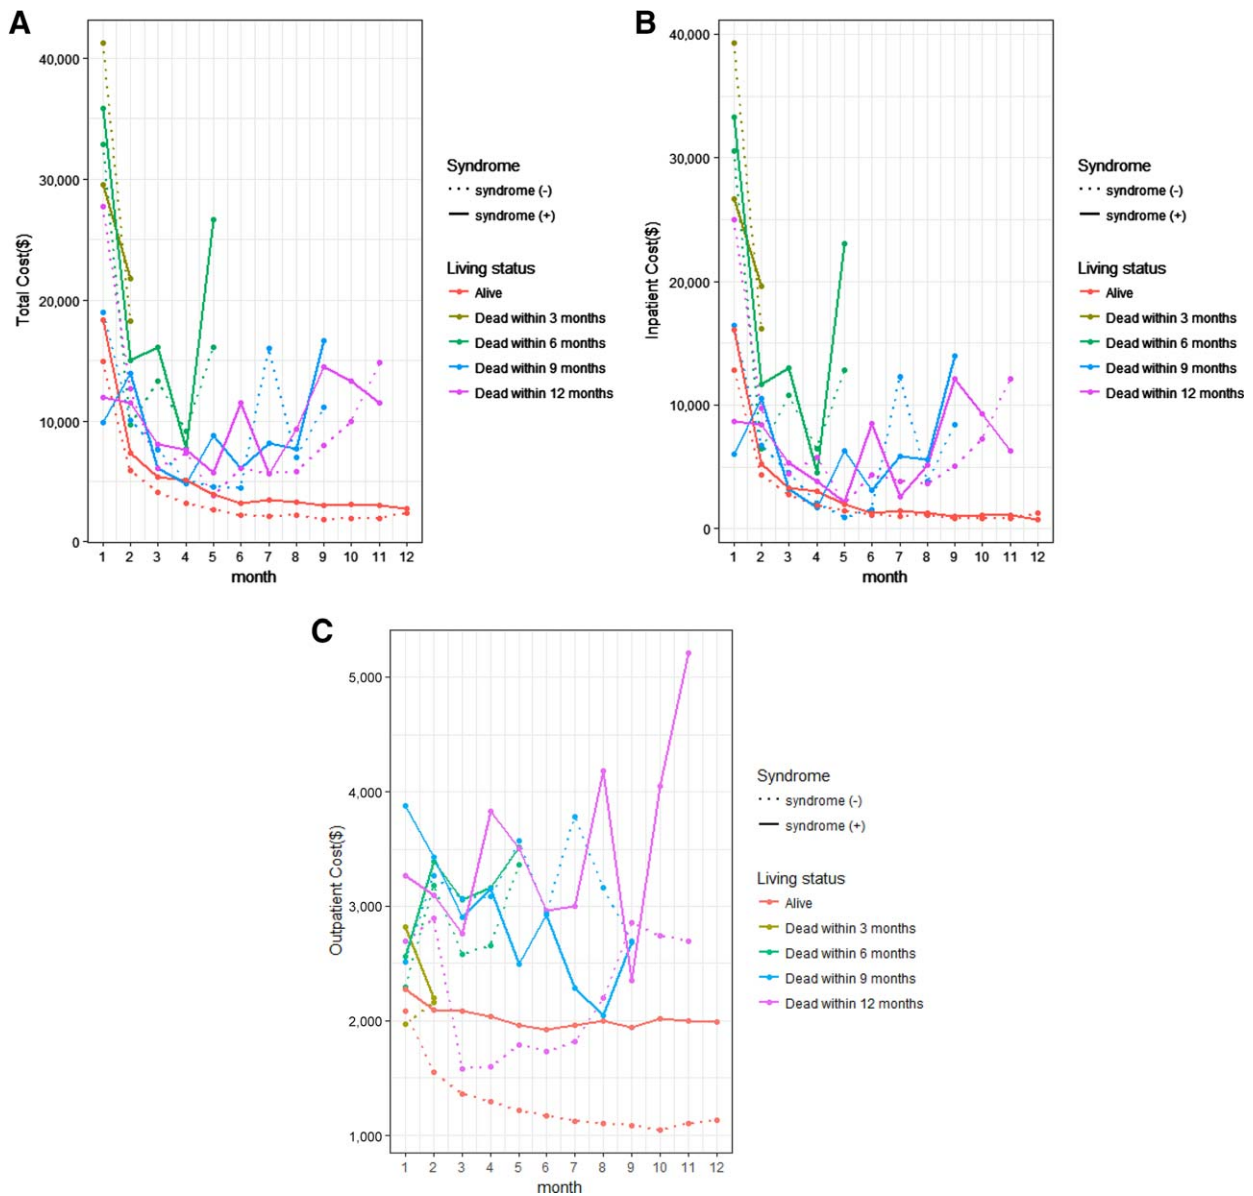 A
Total Cost($)
40,000
30,000
20,000
10,000
0
1 2 3 4 5 6 7 8 9 10 11 12
month
Syndrome
syndrome (-)
syndrome (+)
Living status
Alive
Dead within 3 months
Dead within 6 months
Dead within 9 months
Dead within 12 months
B
Inpatient Cost($)
40,000
30,000
20,000
10,000
0
1 2 3 4 5 6 7 8 9 10 11 12
month
Syndrome
syndrome (-)
syndrome (+)
Living status
Alive
Dead within 3 months
Dead within 6 months
Dead within 9 months
Dead within 12 months
C
Outpatient Cost($)
5,000
4,000
3,000
2,000
1,000
1 2 3 4 5 6 7 8 9 10 11 12
month
Syndrome
syndrome (-)
syndrome (+)
Living status
Alive
Dead within 3 months
Dead within 6 months
Dead within 9 months
Dead within 12 months